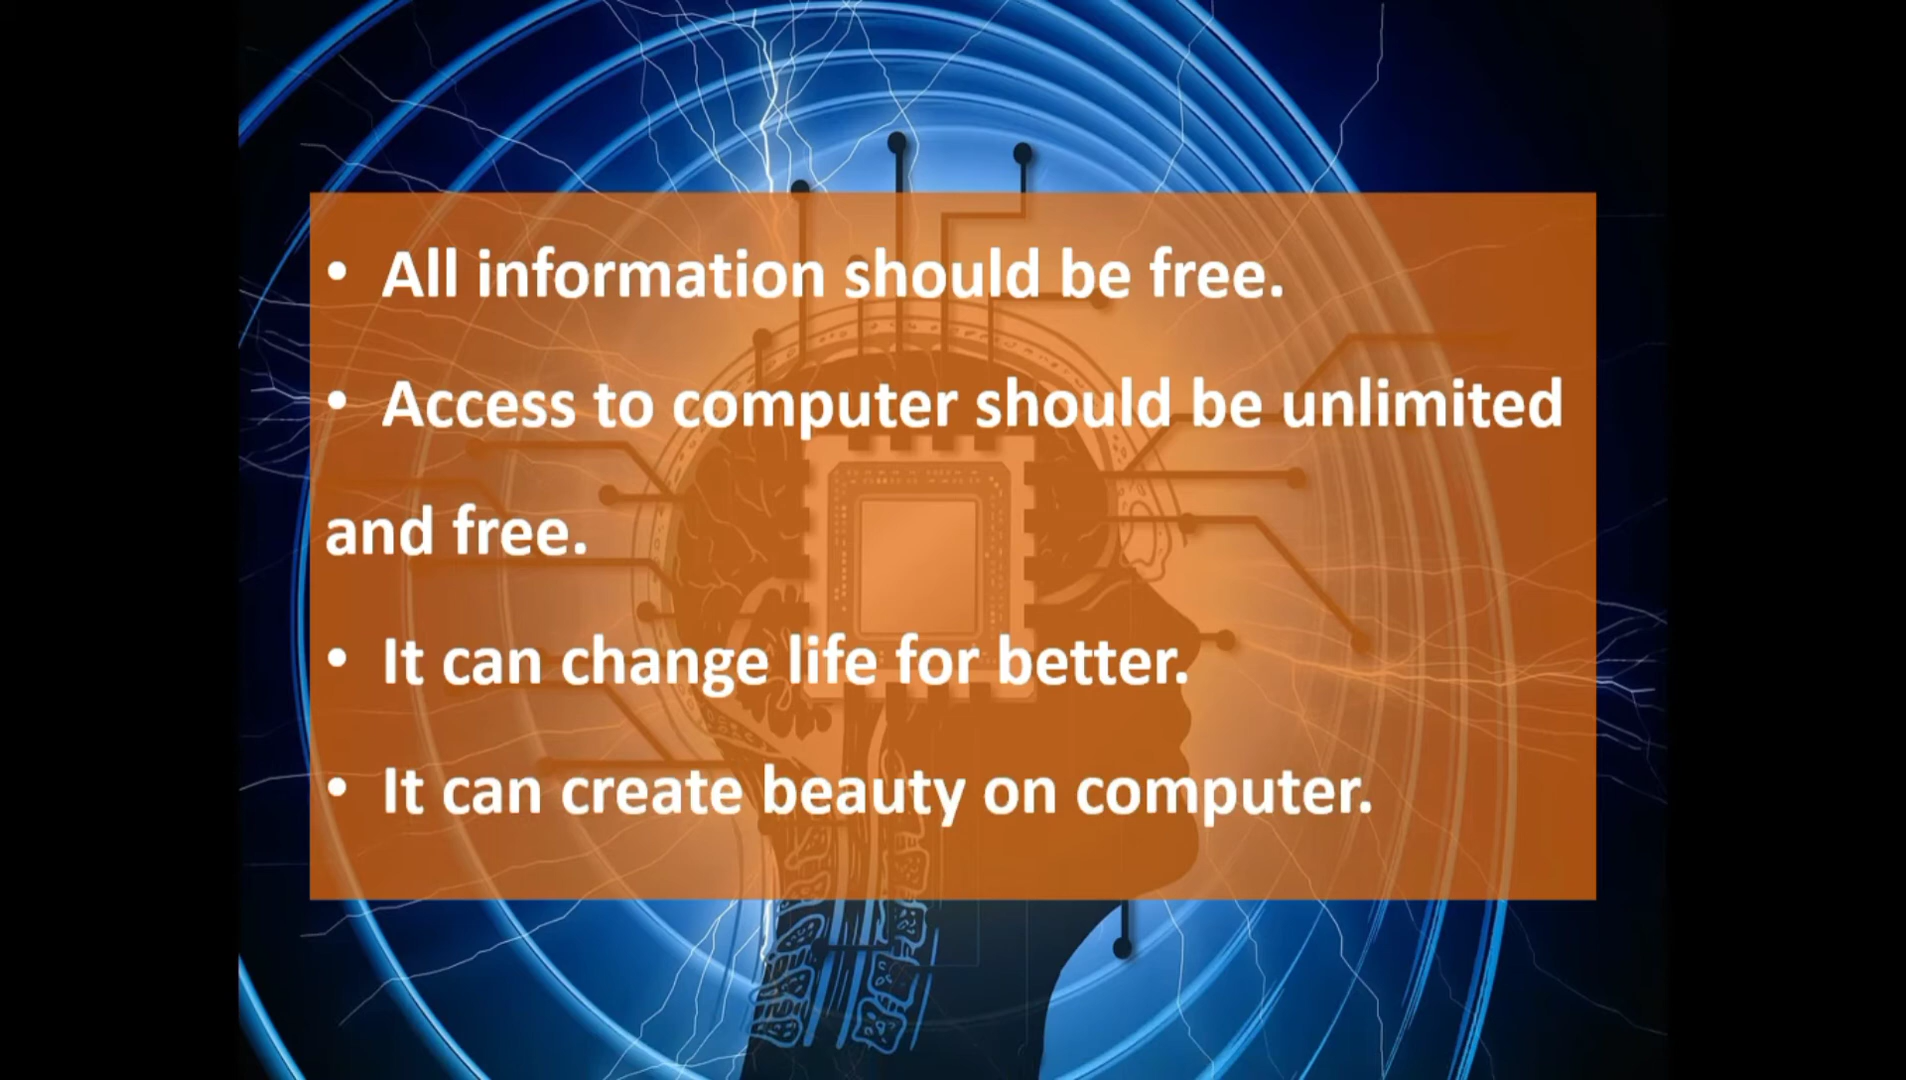 • All information should be free.
• Access to computer should be unlimited
and free.
• It can change life for better.
• It can create beauty on computer.